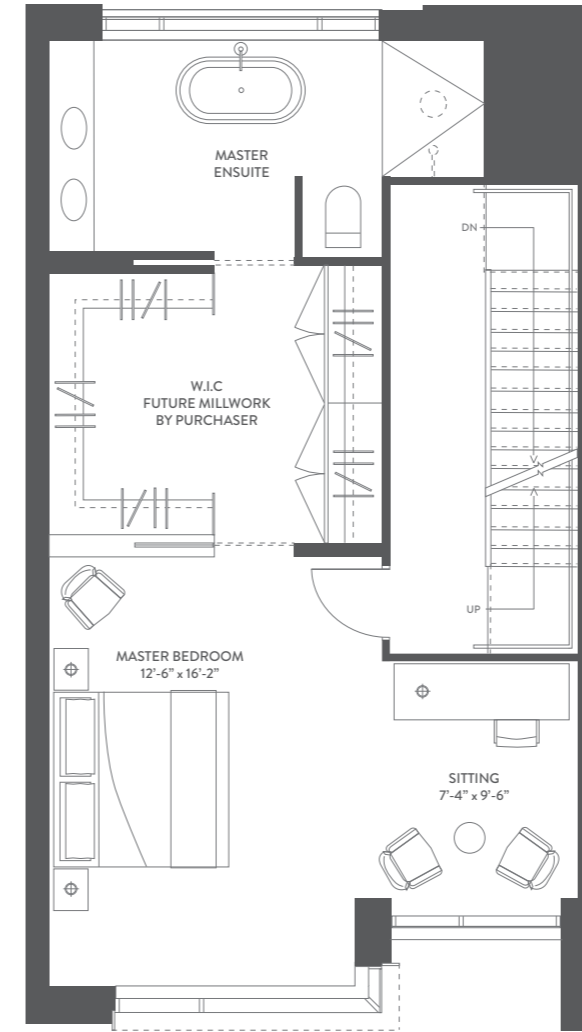 MASTER
ENSUITE
DN
W.I.C
FUTURE MILLWORK
BY PURCHASER
UP
MASTER BEDROOM
12'-6” x 16'-2”
SITTING
7'-4” x 9'-6”